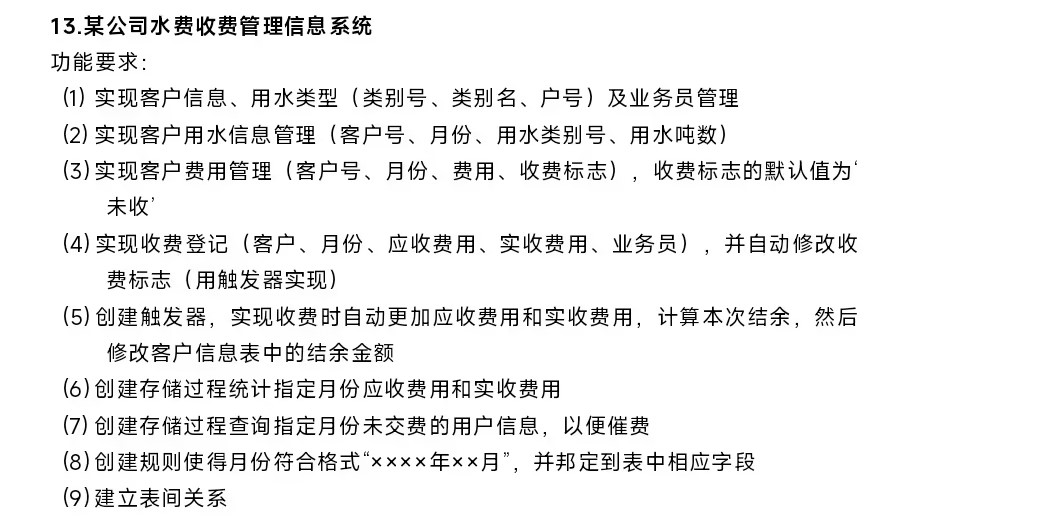 13.某公司水费收费管理信息系统
功能要求：
(1) 实现客户信息、用水类型（类别号、类别名、户号）及业务员管理
(2) 实现客户用水信息管理（客户号、月份、用水类别号、用水吨数）
(3) 实现客户费用管理（客户号、月份、费用、收费标志），收费标志的默认值为‘
未收’
(4) 实现收费登记（客户、月份、应收费用、实收费用、业务员），并自动修改收
费标志（用触发器实现）
(5) 创建触发器，实现收费时自动更加应收费用和实收费用，计算本次结余，然后
修改客户信息表中的结余金额
(6) 创建存储过程统计指定月份应收费用和实收费用
(7) 创建存储过程查询指定月份未交费的用户信息，以便催费
(8) 创建规则使得月份符合格式“××××年××月”，并邦定到表中相应字段
(9) 建立表间关系